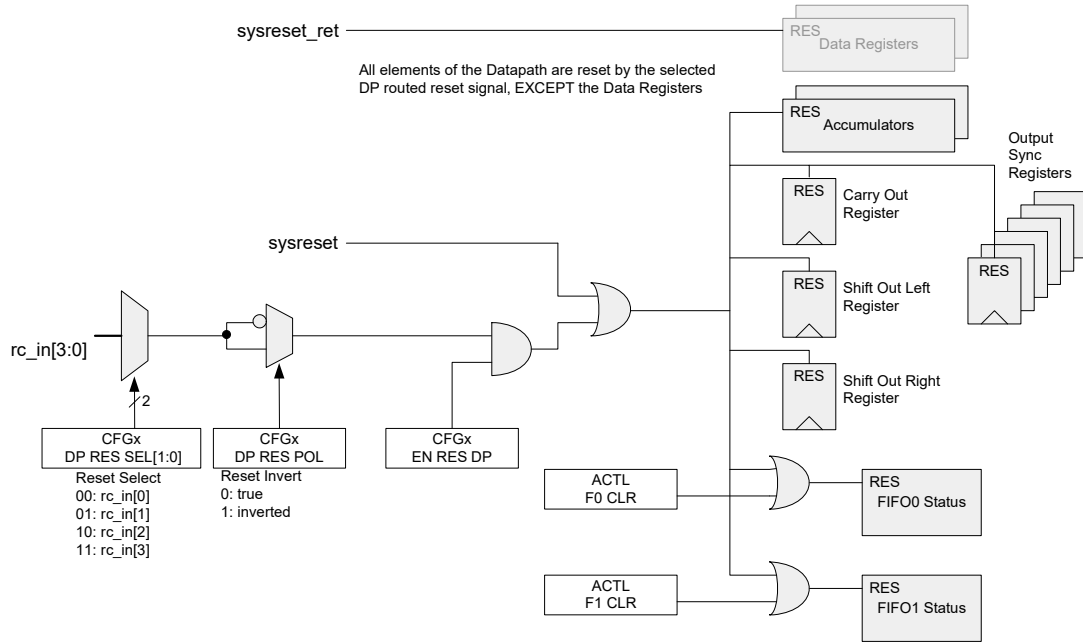 sysreset_ret
RES
Data Registers
All elements of the Datapath are reset by the selected
DP routed reset signal, EXCEPT the Data Registers
RES
Accumulators
Output
Sync
Registers
RES
Carry Out
Register
sysreset
RES
RES
Shift Out Left
Register
rc_in[3:0]
RES
Shift Out Right
Register
2
CFGx
DP RES SEL[1:0]
CFGx
DP RES POL
CFGx
EN RES DP
Reset Select
00: rc_in[0]
01: rc_in[1]
10: rc_in[2]
11: rc_in[3]
Reset Invert
0: true
1: inverted
ACTL
F0 CLR
RES
FIFO0 Status
ACTL
F1 CLR
RES
FIFO1 Status